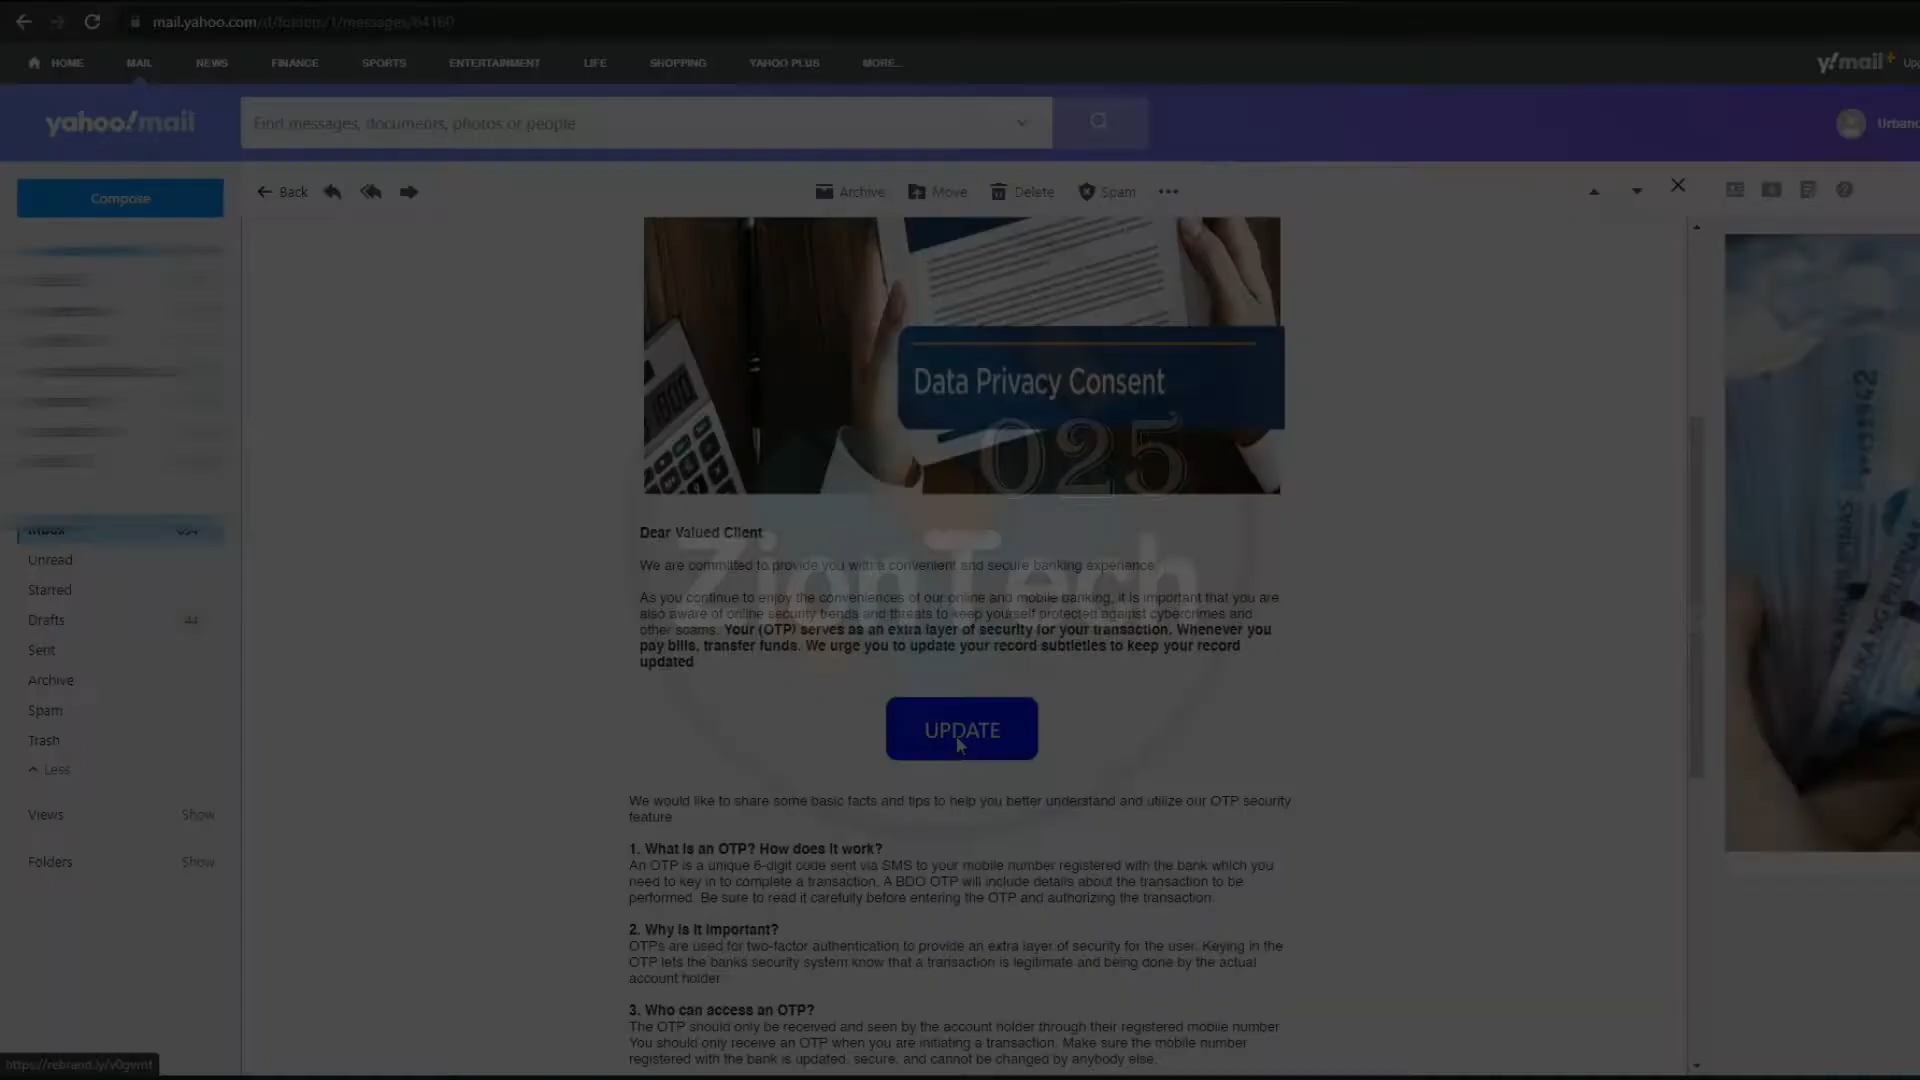 mail.yahoo.com/d/folders/1/messages/64160
HOME MAIL NEWS FINANCE SPORTS ENTERTAINMENT LIFE SHOPPING YAHOO PLUS MORE...
y!mail+ Upg
yahoo!mail
Find messages, documents, photos or people
Urbano
Compose
Back Archive Move Delete Spam
Data Privacy Consent
025
ZionTech
Inbox
Unread
Starred
Drafts 44
Sent
Archive
Spam
Trash
Less
Views Show
Folders Show
Dear Valued Client
We are committed to provide you with a convenient and secure banking experience
As you continue to enjoy the conveniences of our online and mobile banking, it is important that you are
also aware of online security trends and threats to keep yourself protected against cybercrimes and
other scams. Your (OTP) serves as an extra layer of security for your transaction. Whenever you
pay bills, transfer funds. We urge you to update your record subtleties to keep your record
updated
UPDATE
We would like to share some basic facts and tips to help you better understand and utilize our OTP security
feature
1. What is an OTP? How does it work?
An OTP is a unique 6-digit code sent via SMS to your mobile number registered with the bank which you
need to key in to complete a transaction. A BDO OTP will include details about the transaction to be
performed. Be sure to read it carefully before entering the OTP and authorizing the transaction.
2. Why is it important?
OTPs are used for two-factor authentication to provide an extra layer of security for the user. Keying in the
OTP lets the banks security system know that a transaction is legitimate and being done by the actual
account holder
3. Who can access an OTP?
The OTP should only be received and seen by the account holder through their registered mobile number
You should only receive an OTP when you are initiating a transaction. Make sure the mobile number
registered with the bank is updated, secure, and cannot be changed by anybody else.
https://rebrand.ly/v0gvmt